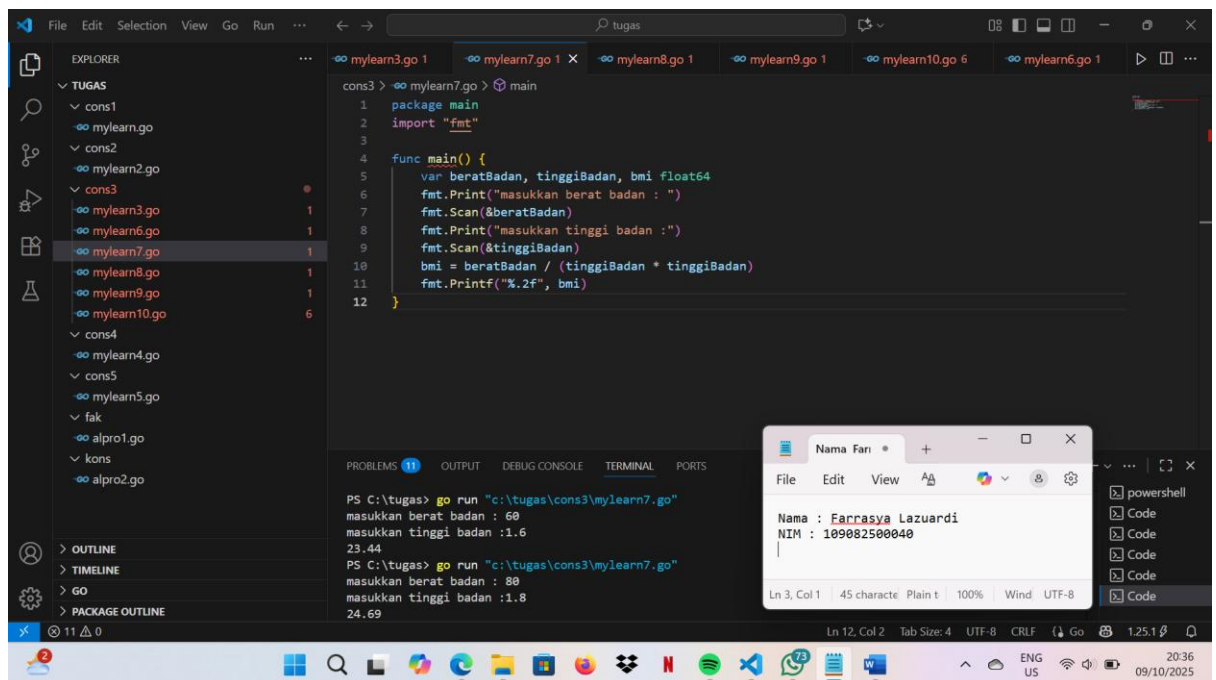 File Edit Selection View Go Run ... tugas
EXPLORER ...
TUGAS
cons1
mylearn.go
cons2
mylearn2.go
cons3
mylearn3.go 1
mylearn6.go 1
mylearn7.go 1
mylearn8.go 1
mylearn9.go 1
mylearn10.go 6
cons4
mylearn4.go
cons5
mylearn5.go
fak
alpro1.go
kons
alpro2.go
OUTLINE
TIMELINE
GO
PACKAGE OUTLINE
mylearn3.go 1 mylearn7.go 1 mylearn8.go 1 mylearn9.go 1 mylearn10.go 6 mylearn6.go 1
cons3 > mylearn7.go > main
1 package main
2 import "fmt"
3
4 func main() {
5 var beratBadan, tinggiBadan, bmi float64
6 fmt.Print("masukkan berat badan : ")
7 fmt.Scan(&beratBadan)
8 fmt.Print("masukkan tinggi badan :")
9 fmt.Scan(&tinggiBadan)
10 bmi = beratBadan / (tinggiBadan * tinggiBadan)
11 fmt.Printf("%.2f", bmi)
12 }
PROBLEMS 11 OUTPUT DEBUG CONSOLE TERMINAL PORTS
PS C:\tugas> go run "c:\tugas\cons3\mylearn7.go"
masukkan berat badan : 60
masukkan tinggi badan :1.6
23.44
PS C:\tugas> go run "c:\tugas\cons3\mylearn7.go"
masukkan berat badan : 80
masukkan tinggi badan :1.8
24.69
powershell
Code
Code
Code
Code
Code
Nama Fari
File Edit View
Nama : Farrasya Lazuardi
NIM : 109082500040
Ln 3, Col 1 45 characte Plain t 100% Wind UTF-8
11 0 Ln 12, Col 2 Tab Size: 4 UTF-8 CRLF Go 1.25.1
2 73 ENG US 20:36
09/10/2025